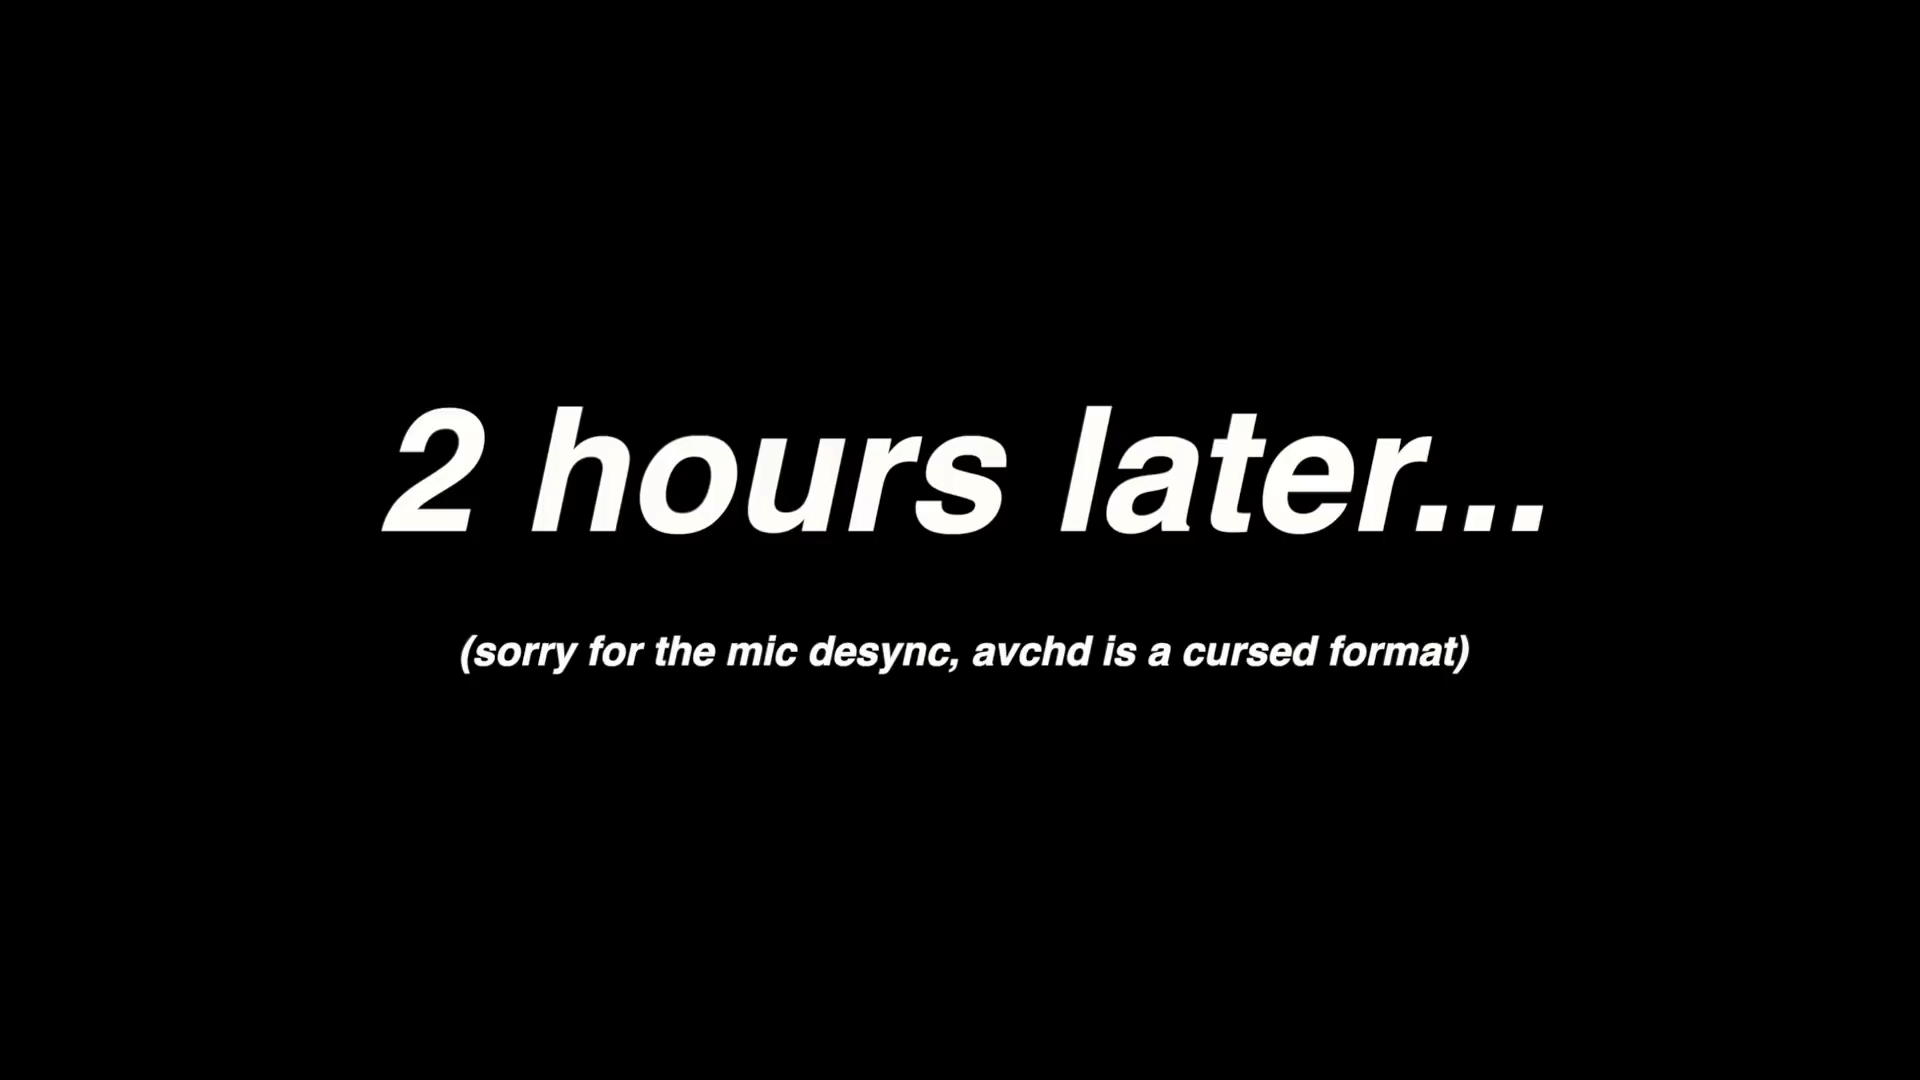 2 hours later...
(sorry for the mic desync, avchd is a cursed format)